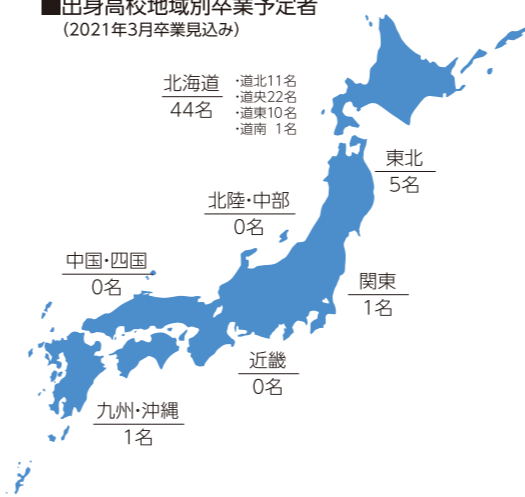 ■出身高校地域別卒業予定者
（2021年3月卒業見込み）
北海道
44名
・道北11名
・道央22名
・道東10名
・道南 1名
東北
5名
北陸・中部
0名
中国・四国
0名
関東
1名
近畿
0名
九州・沖縄
1名